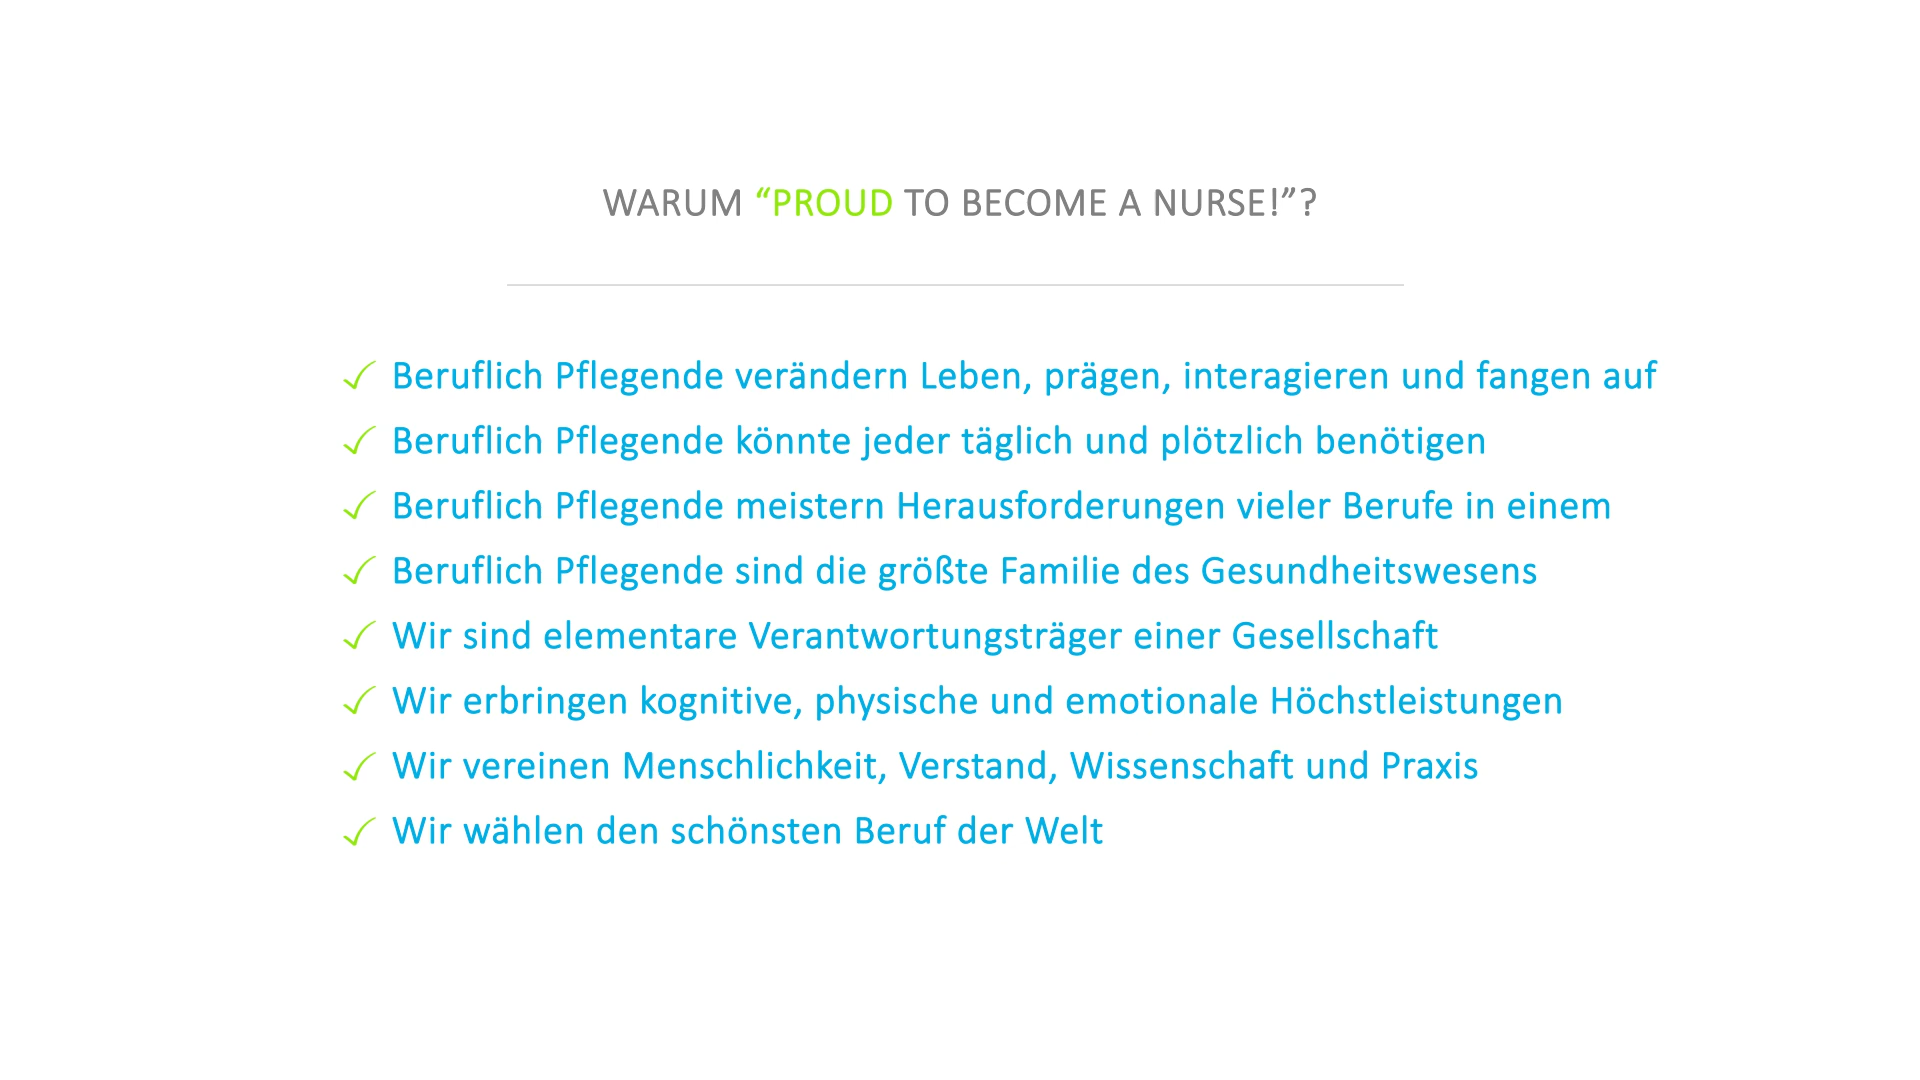 WARUM “PROUD TO BECOME A NURSE!”?
✓ Beruflich Pflegende verändern Leben, prägen, interagieren und fangen auf
✓ Beruflich Pflegende könnte jeder täglich und plötzlich benötigen
✓ Beruflich Pflegende meistern Herausforderungen vieler Berufe in einem
✓ Beruflich Pflegende sind die größte Familie des Gesundheitswesens
✓ Wir sind elementare Verantwortungsträger einer Gesellschaft
✓ Wir erbringen kognitive, physische und emotionale Höchstleistungen
✓ Wir vereinen Menschlichkeit, Verstand, Wissenschaft und Praxis
✓ Wir wählen den schönsten Beruf der Welt